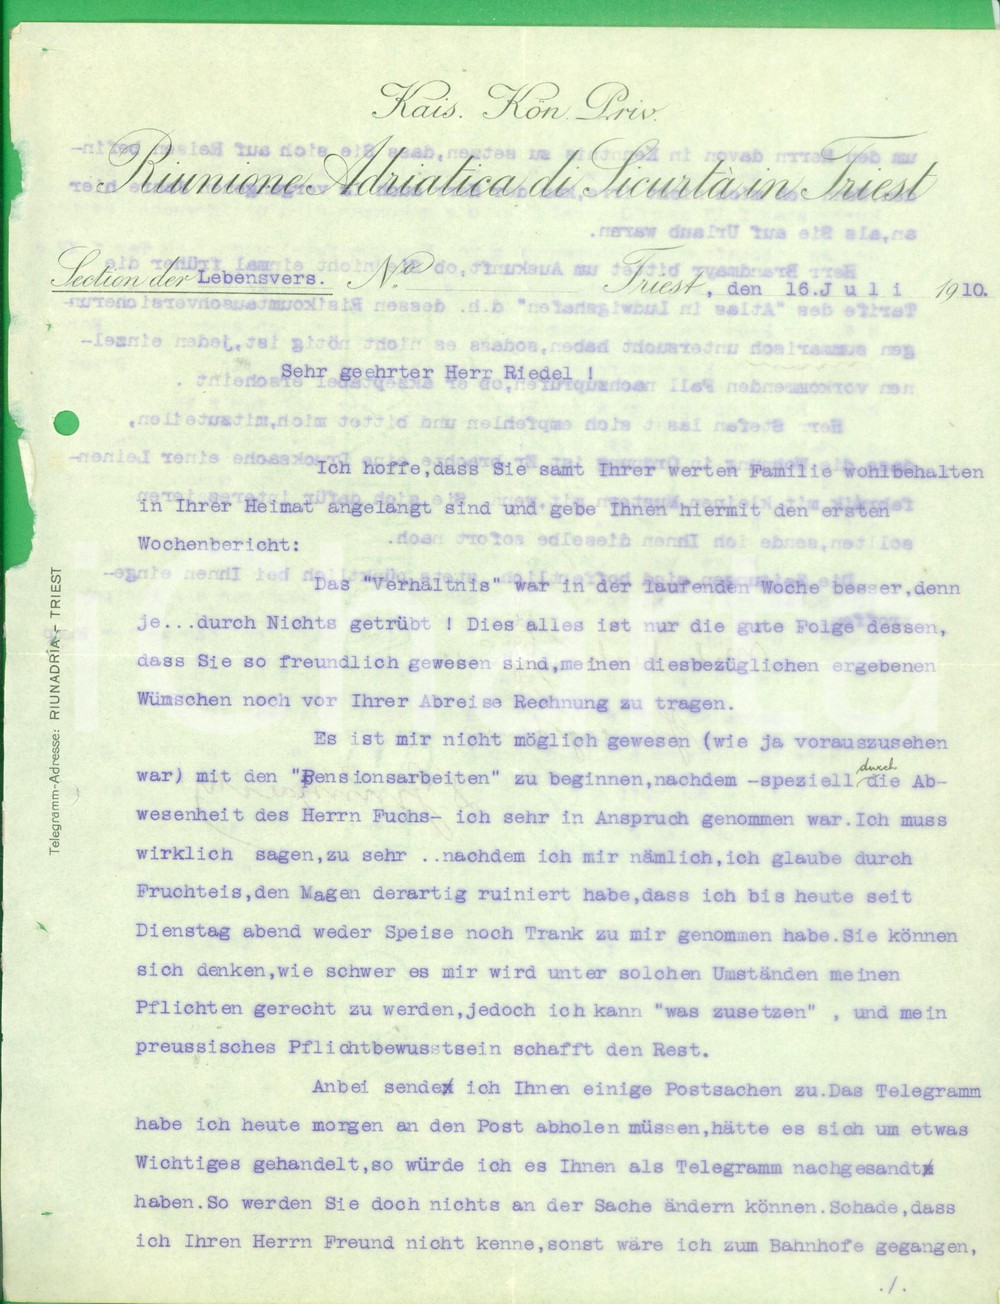 Kais. Kön. Priv.
Riunione Adriatica di Sicurtà in Triest
Section der Lebensvers. No Triest, den 16.J u l i 1910.
Sehr geehrter Herr Riedel !
Ich hoffe,dass Sie samt Ihrer werten Familie wohlbehalten
in Ihrer Heimat angelangt sind und gebe Ihnen hiermit den ersten
Wochenbericht:
Das "Verhältnis" war in der laufenden Woche besser,denn
je...durch Nichts getrübt ! Dies alles ist nur die gute Folge dessen,
dass Sie so freundlich gewesen sind,meinen diesbezüglichen ergebenen
Wünschen noch vor Ihrer Abreise Rechnung zu tragen.
Es ist mir nicht möglich gewesen (wie ja vorauszusehen
war) mit den "Pensionsarbeiten" zu beginnen,nachdem -speziell durch die Ab-
wesenheit des Herrn Fuchs- ich sehr in Anspruch genommen war.Ich muss
wirklich sagen,zu sehr ..nachdem ich mir nämlich,ich glaube durch
Fruchteis,den Magen derartig ruiniert habe,dass ich bis heute seit
Dienstag abend weder Speise noch Trank zu mir genommen habe.Sie können
sich denken,wie schwer es mir wird unter solchen Umständen meinen
Pflichten gerecht zu werden,jedoch ich kann "was zusetzen" , und mein
preussisches Pflichtbewusstsein schafft den Rest.
Anbei sende ich Ihnen einige Postsachen zu.Das Telegramm
habe ich heute morgen an den Post abholen müssen,hätte es sich um etwas
Wichtiges gehandelt,so würde ich es Ihnen als Telegramm nachgesandt
haben.So werden Sie doch nichts an der Sache ändern können.Schade,dass
ich Ihren Herrn Freund nicht kenne,sonst wäre ich zum Bahnhofe gegangen,
./.
Telegramm-Adresse: RIUNADRIA - TRIEST
icharta